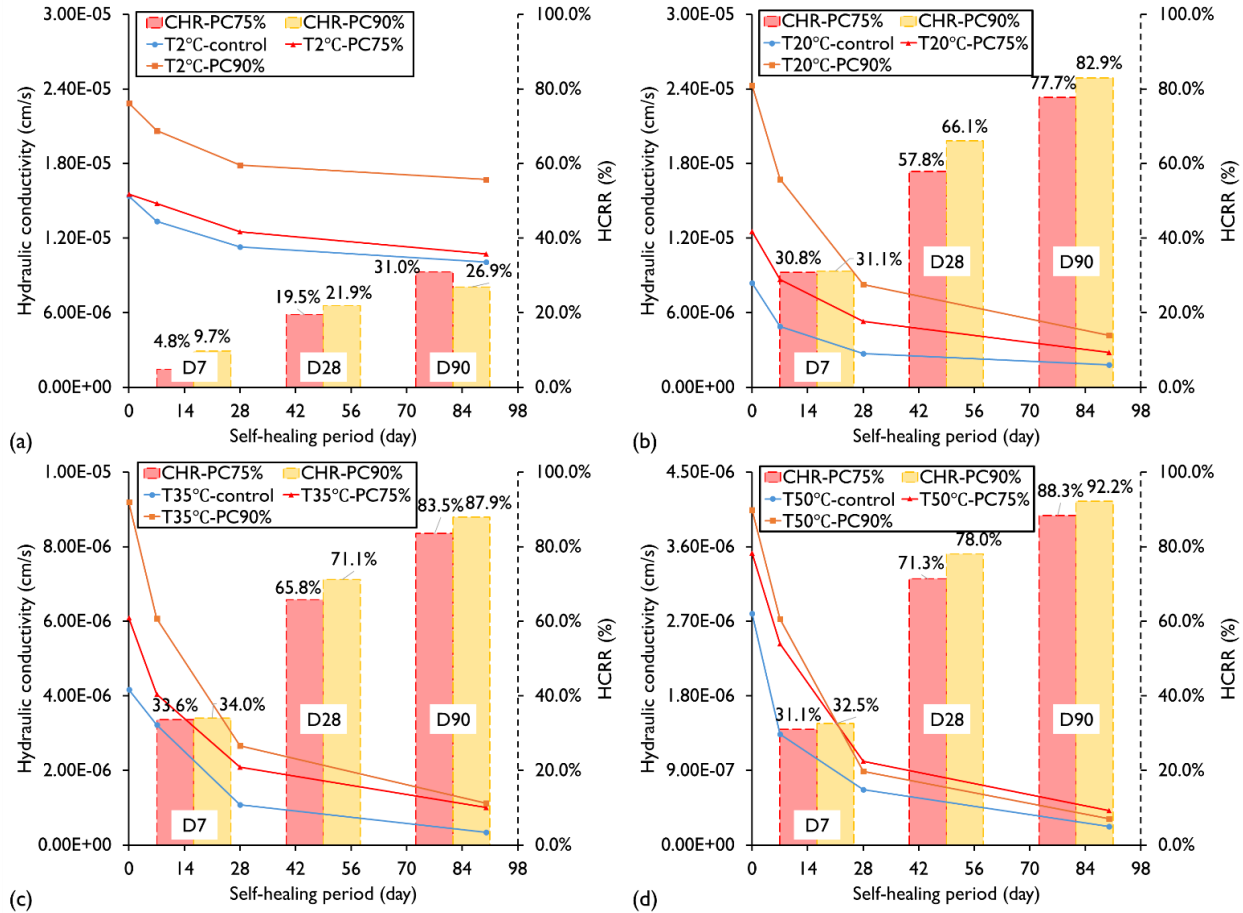 CHR-PC75% CHR-PC90%
T2℃-control T2℃-PC75%
T2℃-PC90%
3.00E-05
2.40E-05
1.80E-05
1.20E-05
6.00E-06
0.00E+00
Hydraulic conductivity (cm/s)
4.8% 9.7%
19.5% 21.9%
31.0% 26.9%
D7 D28 D90
100.0%
80.0%
60.0%
40.0%
20.0%
0.0%
HCRR (%)
0 14 28 42 56 70 84 98
Self-healing period (day)
(a)
CHR-PC75% CHR-PC90%
T20℃-control T20℃-PC75%
T20℃-PC90%
3.00E-05
2.40E-05
1.80E-05
1.20E-05
6.00E-06
0.00E+00
Hydraulic conductivity (cm/s)
30.8% 31.1%
57.8% 66.1%
77.7% 82.9%
D7 D28 D90
100.0%
80.0%
60.0%
40.0%
20.0%
0.0%
HCRR (%)
0 14 28 42 56 70 84 98
Self-healing period (day)
(b)
CHR-PC75% CHR-PC90%
T35℃-control T35℃-PC75%
T35℃-PC90%
1.00E-05
8.00E-06
6.00E-06
4.00E-06
2.00E-06
0.00E+00
Hydraulic conductivity (cm/s)
33.6% 34.0%
65.8% 71.1%
83.5% 87.9%
D7 D28 D90
100.0%
80.0%
60.0%
40.0%
20.0%
0.0%
HCRR (%)
0 14 28 42 56 70 84 98
Self-healing period (day)
(c)
CHR-PC75% CHR-PC90%
T50℃-control T50℃-PC75%
T50℃-PC90%
4.50E-06
3.60E-06
2.70E-06
1.80E-06
9.00E-07
0.00E+00
Hydraulic conductivity (cm/s)
31.1% 32.5%
71.3% 78.0%
88.3% 92.2%
D7 D28 D90
100.0%
80.0%
60.0%
40.0%
20.0%
0.0%
HCRR (%)
0 14 28 42 56 70 84 98
Self-healing period (day)
(d)